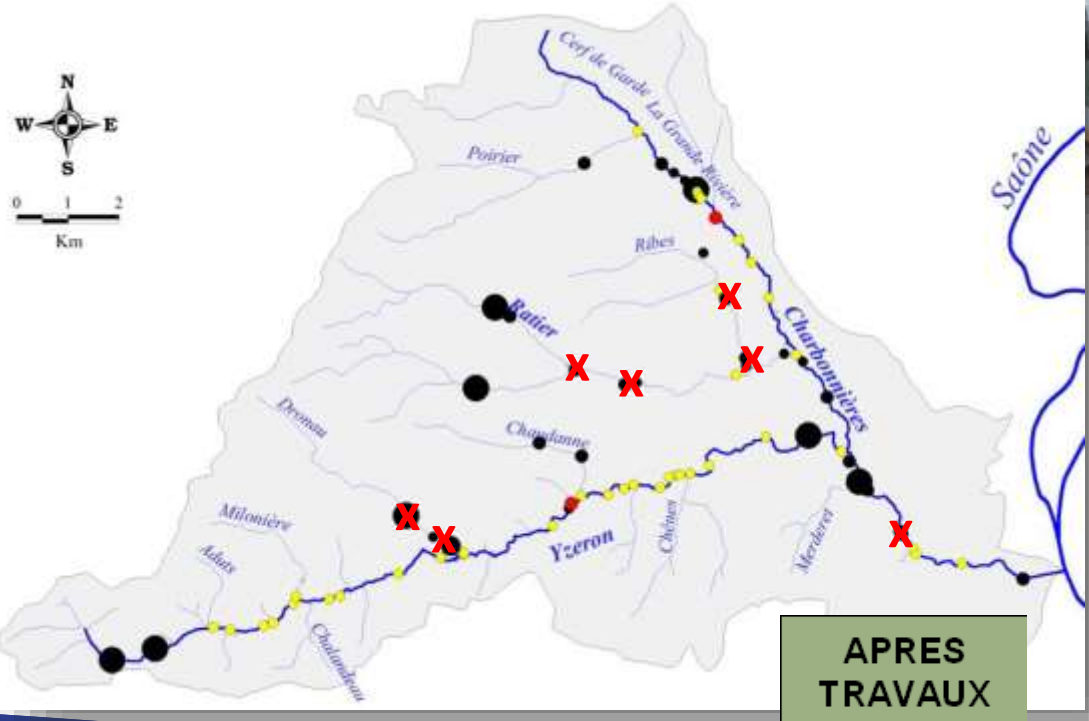 Cerf de Garde
La Grande Rivière
N
W E
S
0 1 2
Km
Poirier
Saône
Ribes
Ratier
Charbonnières
Dronau
Chaudanne
Milonière
Aduts
Yzeron
Chênes
Merderet
Chalandeau
X
X
X
X
X
X
X
X
APRES
TRAVAUX